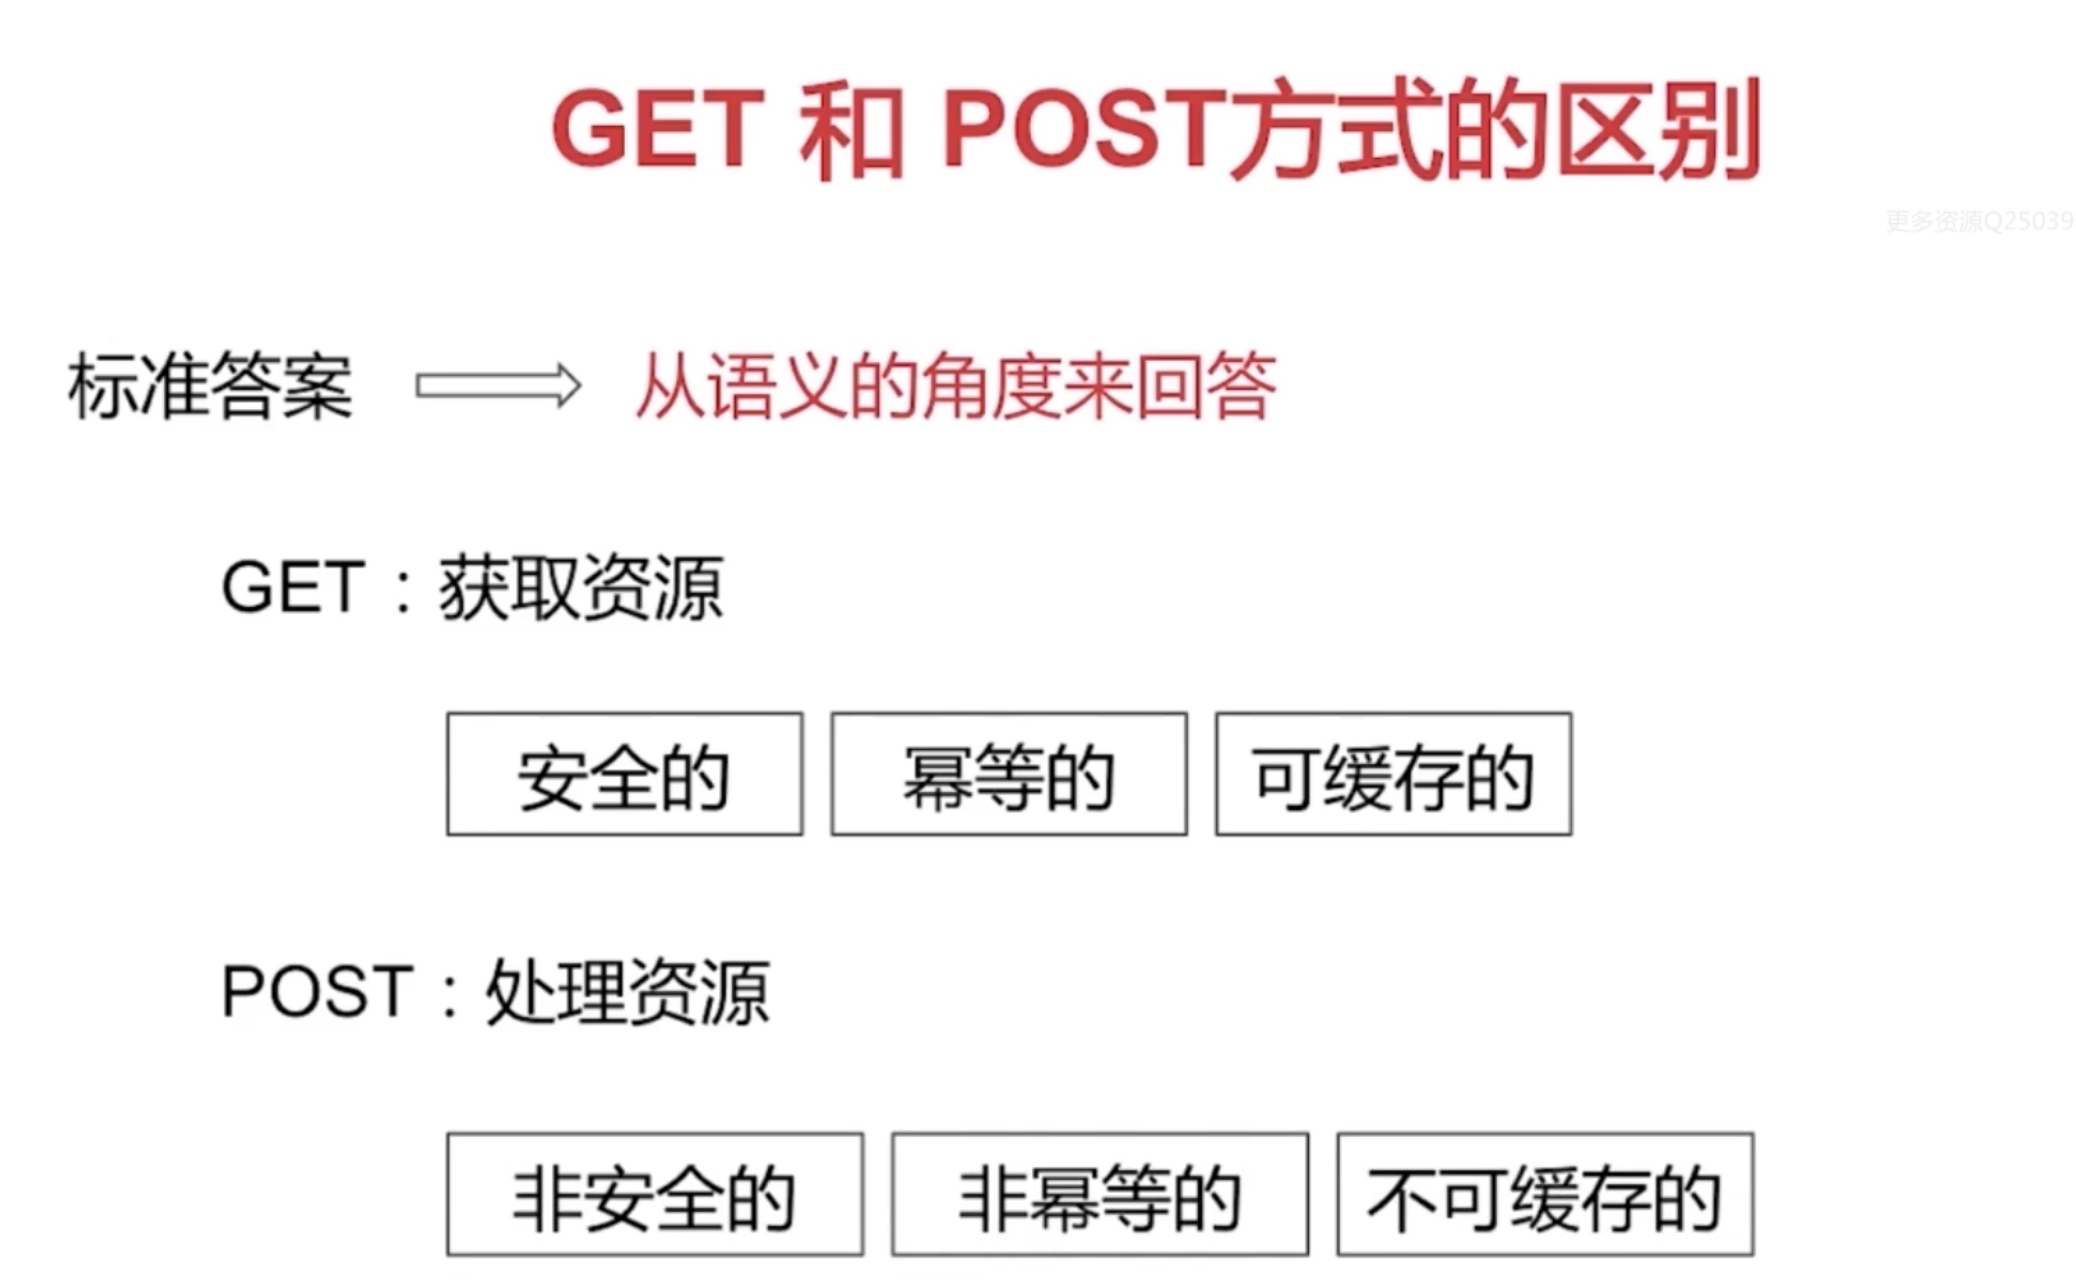 GET 和 POST方式的区别
更多资源Q25039
标准答案 从语义的角度来回答
GET：获取资源
安全的 幂等的 可缓存的
POST：处理资源
非安全的 非幂等的 不可缓存的